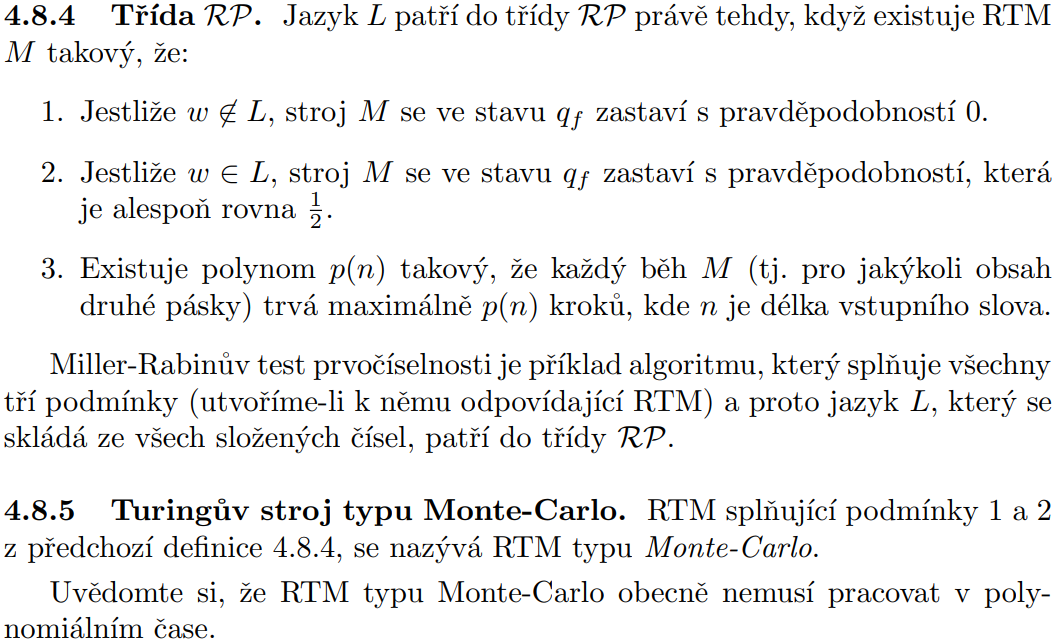 4.8.4 Třída RP. Jazyk L patří do třídy RP právě tehdy, když existuje RTM
M takový, že:
1. Jestliže w ∉ L, stroj M se ve stavu q_f zastaví s pravděpodobností 0.
2. Jestliže w ∈ L, stroj M se ve stavu q_f zastaví s pravděpodobností, která
je alespoň rovna 1/2.
3. Existuje polynom p(n) takový, že každý běh M (tj. pro jakýkoli obsah
druhé pásky) trvá maximálně p(n) kroků, kde n je délka vstupního slova.
Miller-Rabinův test prvočíselnosti je příklad algoritmu, který splňuje všechny
tří podmínky (utvoříme-li k němu odpovídající RTM) a proto jazyk L, který se
skládá ze všech složených čísel, patří do třídy RP.
4.8.5 Turingův stroj typu Monte-Carlo. RTM splňující podmínky 1 a 2
z předchozí definice 4.8.4, se nazývá RTM typu Monte-Carlo.
Uvědomte si, že RTM typu Monte-Carlo obecně nemusí pracovat v poly-
nomiálním čase.